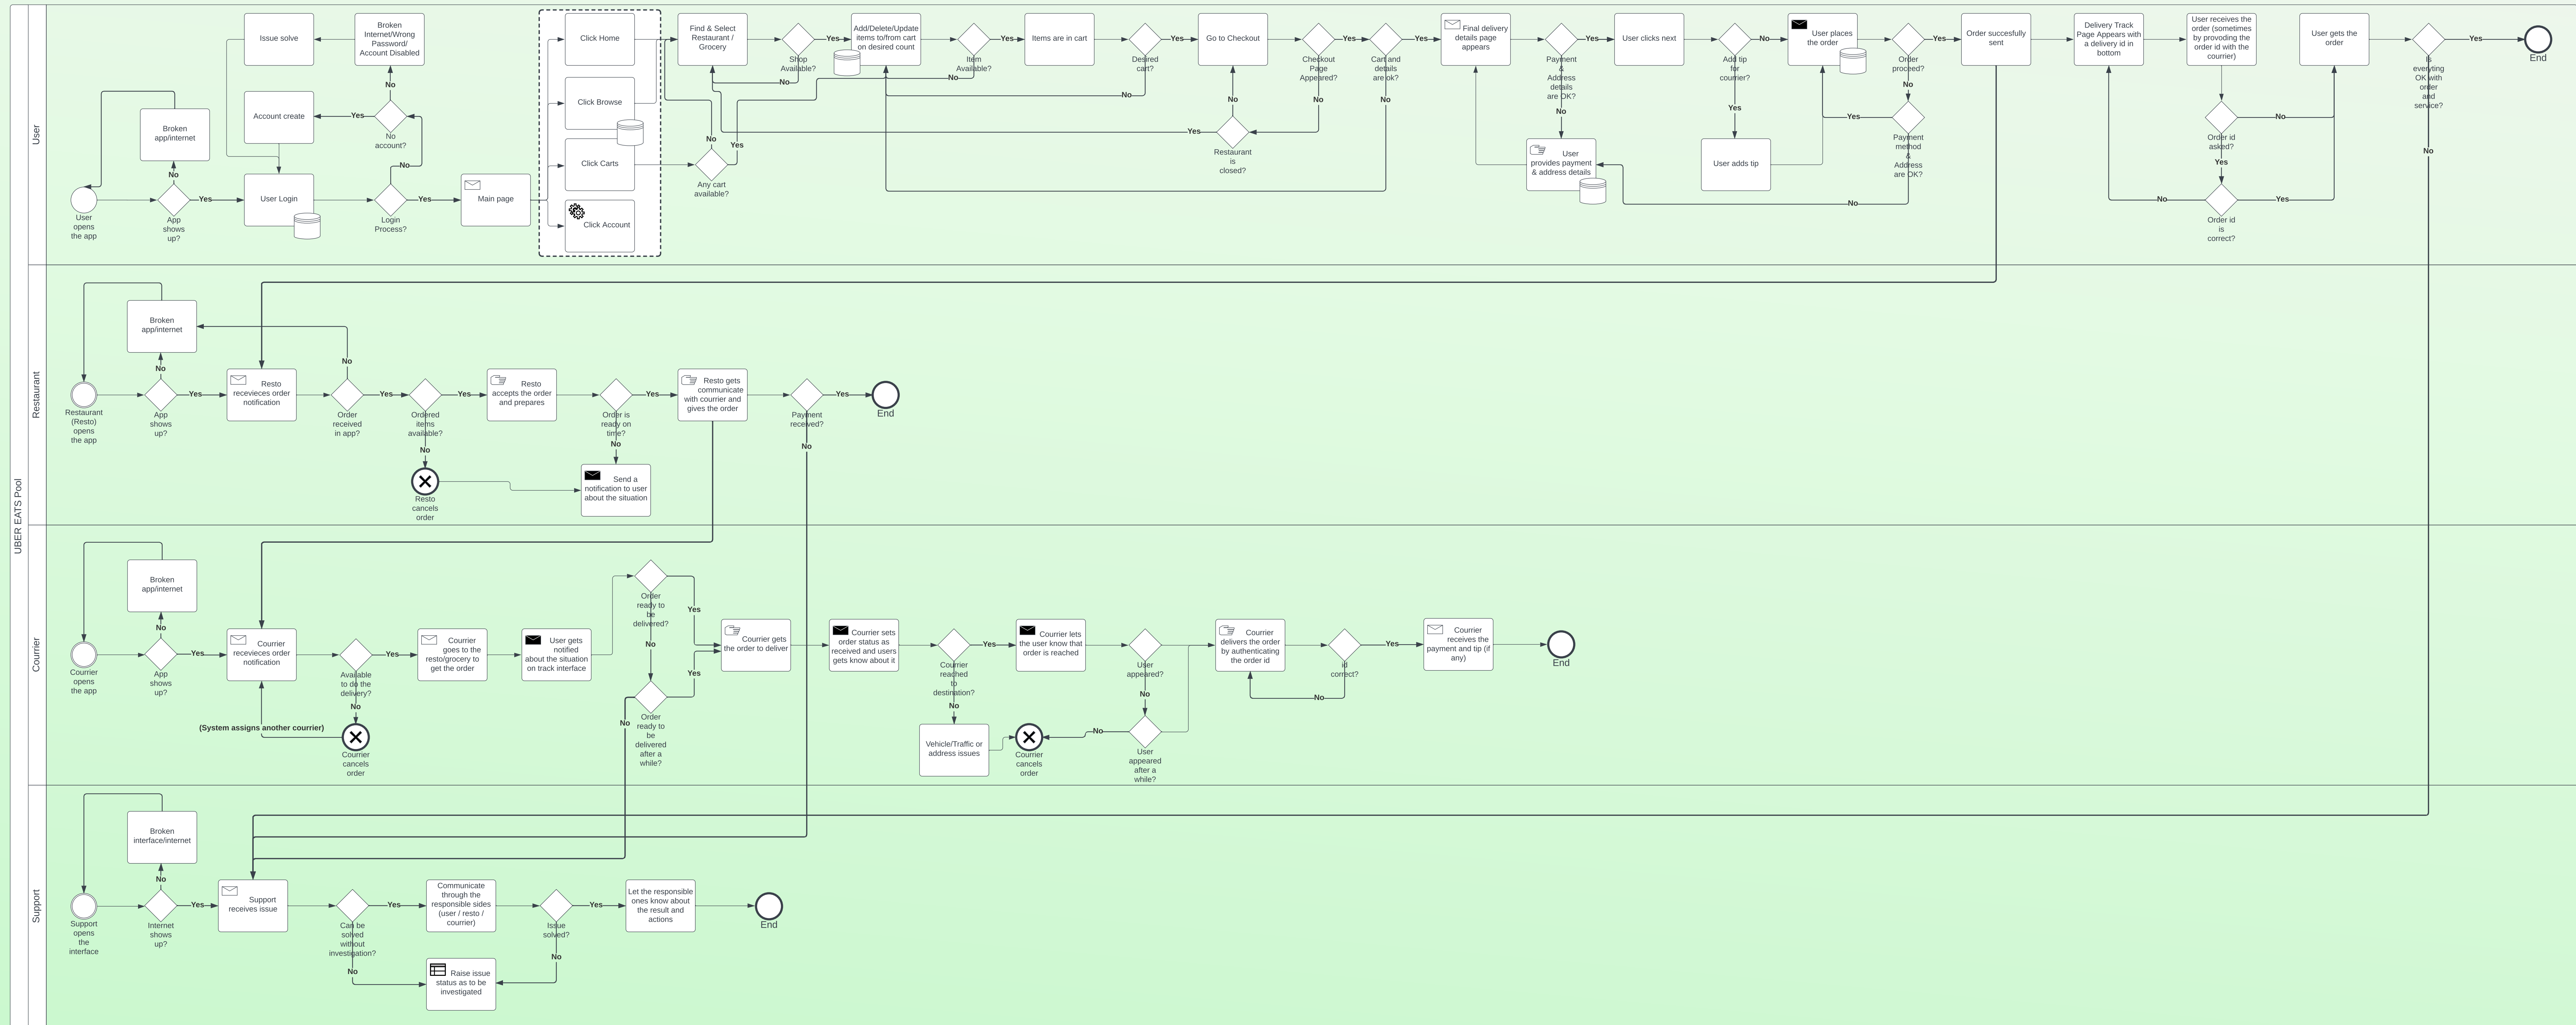 UBER EATS Pool
User
Issue solve
Broken
Internet/Wrong
Password/
Account Disabled
No
Account create
Yes
No
account?
Broken
app/internet
No
User
opens
the app
App
shows
up?
Yes
User Login
No
Login
Process?
Yes
Main page
Click Home
Click Browse
Click Carts
Click Account
Find & Select
Restaurant /
Grocery
No
Yes
Any cart
available?
Shop
Available?
Yes
No
Add/Delete/Update
items to/from cart
on desired count
Item
Available?
Yes
No
Items are in cart
Desired
cart?
Yes
No
Go to Checkout
No
Yes
Restaurant
is
closed?
Checkout
Page
Appeared?
Yes
No
Cart and
details
are ok?
Yes
No
Final delivery
details page
appears
Payment
&
Address
details
are OK?
Yes
No
User
provides payment
& address details
User clicks next
Add tip
for
courrier?
No
Yes
User adds tip
User places
the order
Order
proceed?
Yes
No
Yes
Payment
method
&
Address
are OK?
No
Order succesfully
sent
Delivery Track
Page Appears with
a delivery id in
bottom
User receives the
order (sometimes
by provoding the
order id with the
courrier)
Order id
asked?
No
Yes
Order id
is
correct?
No
Yes
User gets the
order
Is
everyting
OK with
order
and
service?
Yes
No
End
Restaurant
Broken
app/internet
No
Restaurant
(Resto)
opens
the app
App
shows
up?
Yes
Resto
recevieces order
notification
No
Order
received
in app?
Yes
Ordered
items
available?
Yes
No
Resto
cancels
order
Resto
accepts the order
and prepares
Order is
ready on
time?
Yes
No
Send a
notification to user
about the situation
Resto gets
communicate
with courrier and
gives the order
Payment
received?
Yes
No
End
Courrier
Broken
app/internet
No
Courrier
opens
the app
App
shows
up?
Yes
Courrier
recevieces order
notification
Available
to do the
delivery?
Yes
No
(System assigns another courrier)
Courrier
cancels
order
Courrier
goes to the
resto/grocery to
get the order
User gets
notified
about the situation
on track interface
Order
ready to
be
delivered?
Yes
No
Yes
No
Order
ready to
be
delivered
after a
while?
Courrier gets
the order to deliver
Courrier sets
order status as
received and users
gets know about it
Courrier
reached
to
destination?
Yes
No
Vehicle/Traffic or
address issues
Courrier
cancels
order
Courrier lets
the user know that
order is reached
User
appeared?
No
No
User
appeared
after a
while?
Courrier
delivers the order
by authenticating
the order id
id
correct?
Yes
No
Courrier
receives the
payment and tip (if
any)
End
Support
Broken
interface/internet
No
Support
opens
the
interface
Internet
shows
up?
Yes
Support
receives issue
Can be
solved
without
investigation?
Yes
No
Communicate
through the
responsible sides
(user / resto /
courrier)
Issue
solved?
Yes
No
Raise issue
status as to be
investigated
Let the responsible
ones know about
the result and
actions
End